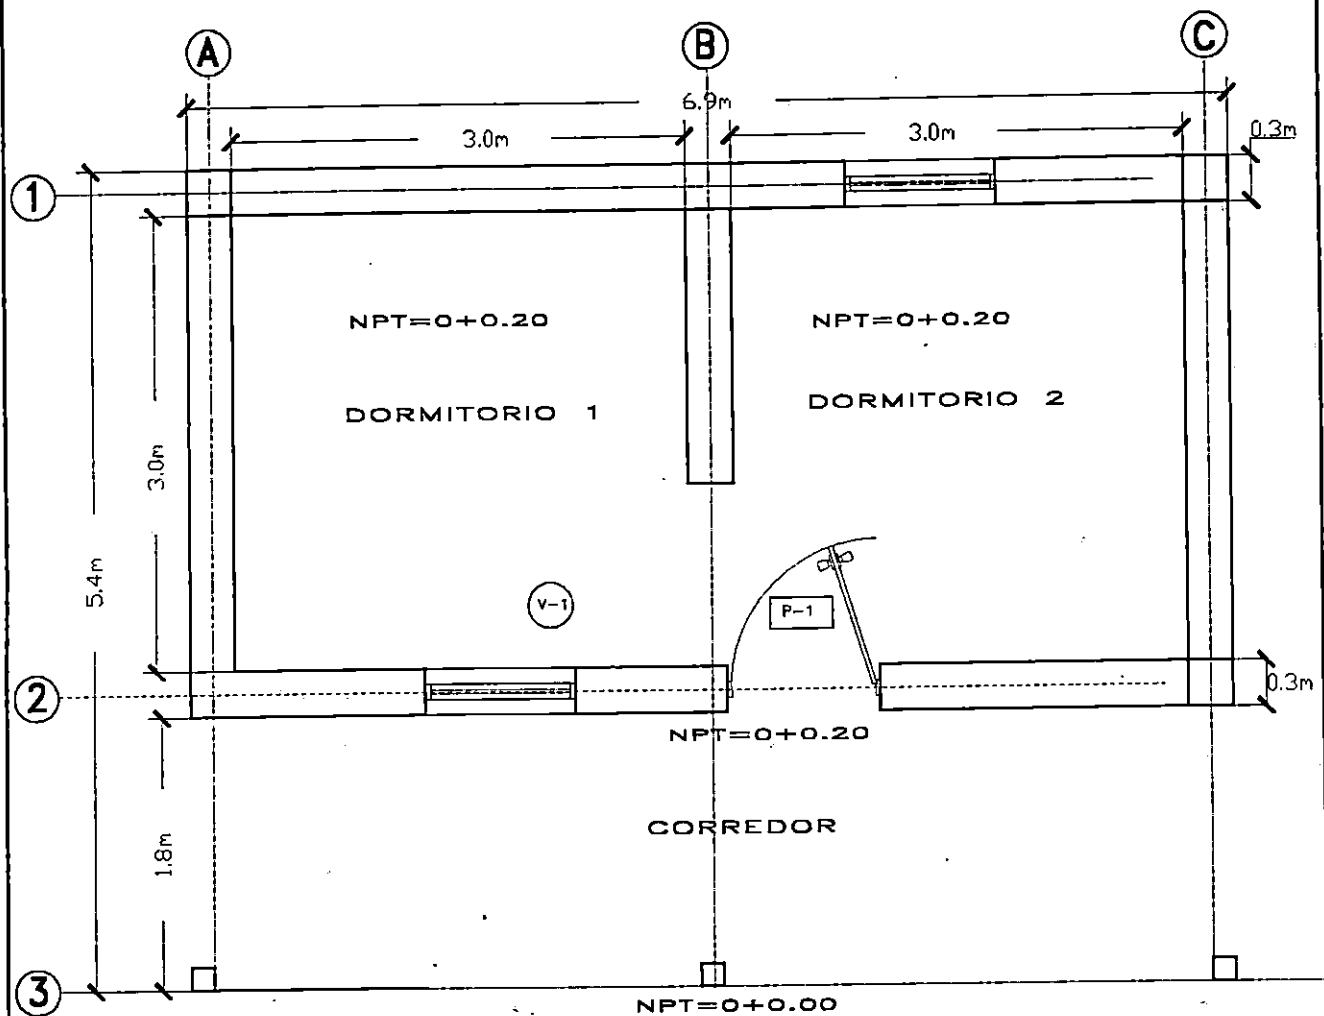 A
B
C
6.9m
3.0m
3.0m
0.3m
1
NPT=0+0.20
NPT=0+0.20
DORMITORIO 1
DORMITORIO 2
3.0m
5.4m
V-1
P-1
2
0.3m
NPT=0+0.20
CORREDOR
1.8m
3
NPT=0+0.00